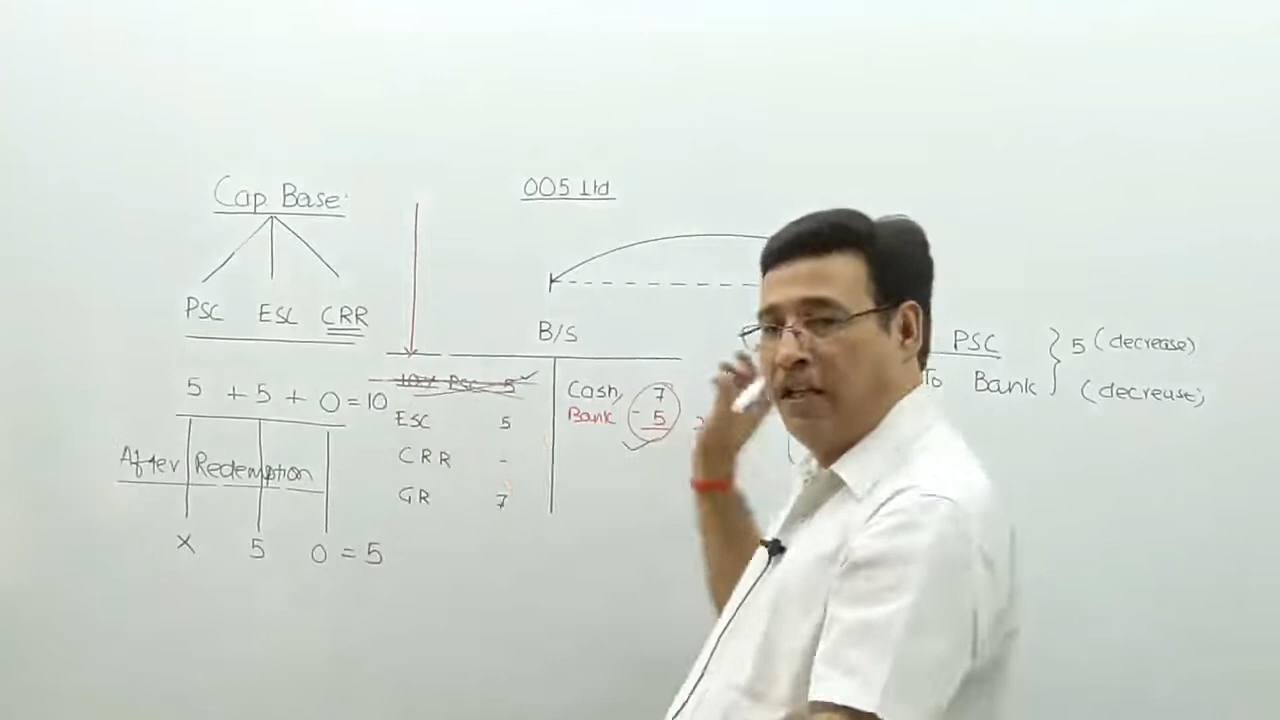 Cap. Base:
PSC ESC CRR
5 + 5 + 0 = 10
After Redemption
X 5 0 = 5
005 Ltd
B/S
10% PSC 5
ESC 5
CRR -
GR 7
Cash, 7
Bank - 5
PSC
To Bank
5 (decrease)
(decrease)